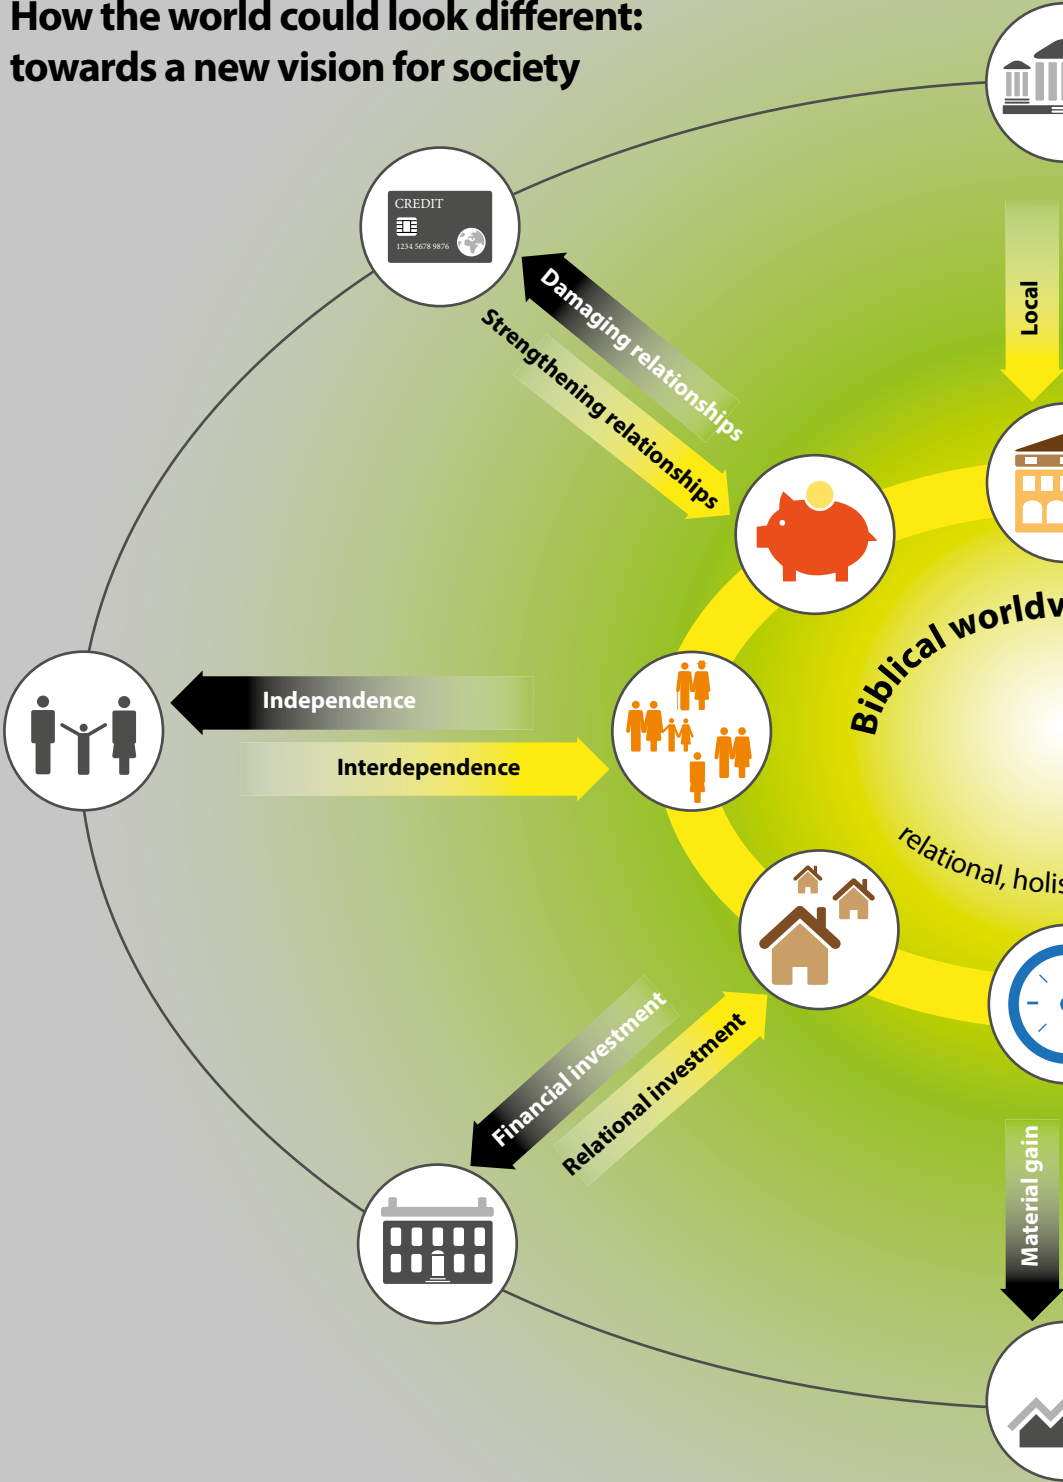 How the world could look different:
towards a new vision for society
CREDIT
1234 5678 9876
Damaging relationships
Strengthening relationships
Local
Independence
Interdependence
Biblical
relational,
Financial investment
Relational investment
Material gain